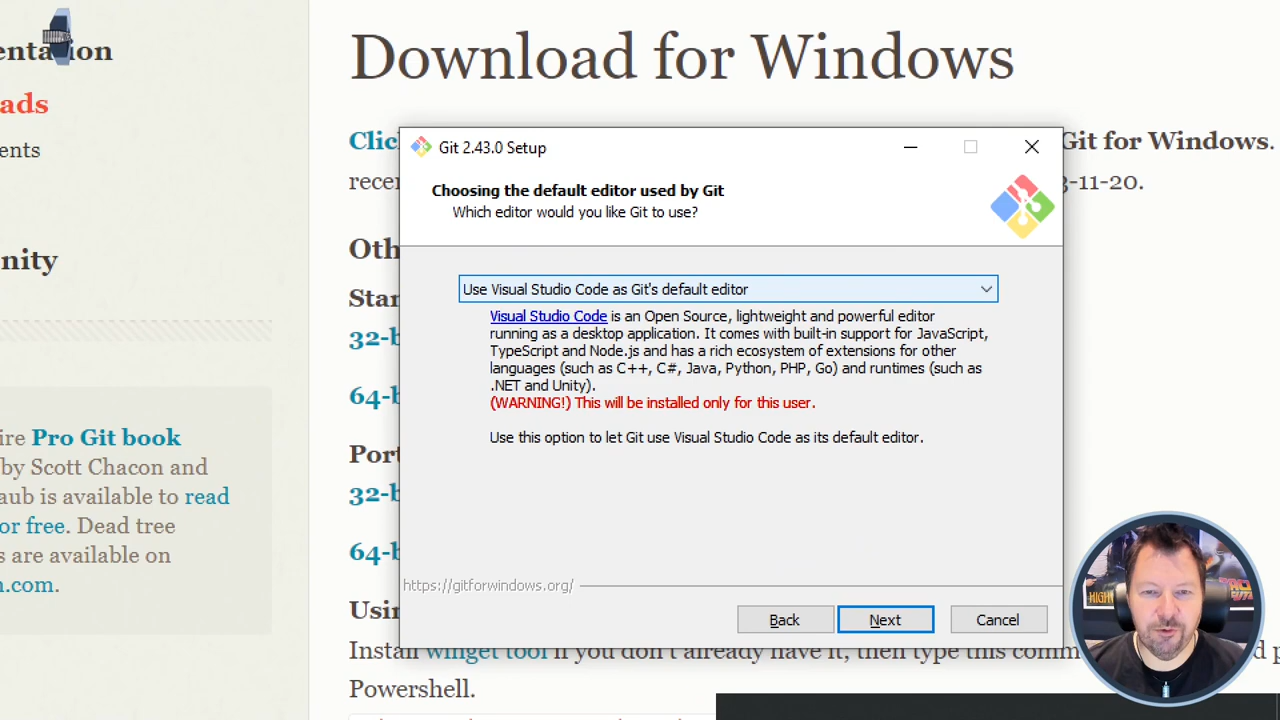 entation
Download for Windows
ads
ents
Clic
Git for Windows.
rece
3-11-20.
Git 2.43.0 Setup
Choosing the default editor used by Git
Which editor would you like Git to use?
nity
Oth
Stan
32-b
64-b
Port
32-b
64-b
Use Visual Studio Code as Git's default editor
Visual Studio Code is an Open Source, lightweight and powerful editor
running as a desktop application. It comes with built-in support for JavaScript,
TypeScript and Node.js and has a rich ecosystem of extensions for other
languages (such as C++, C#, Java, Python, PHP, Go) and runtimes (such as
.NET and Unity).
(WARNING!) This will be installed only for this user.
Use this option to let Git use Visual Studio Code as its default editor.
ire Pro Git book
by Scott Chacon and
aub is available to read
or free. Dead tree
s are available on
n.com.
https://gitforwindows.org/
Back
Next
Cancel
Usin
Install winget tool if you don't already have it, then type this comm
Powershell.